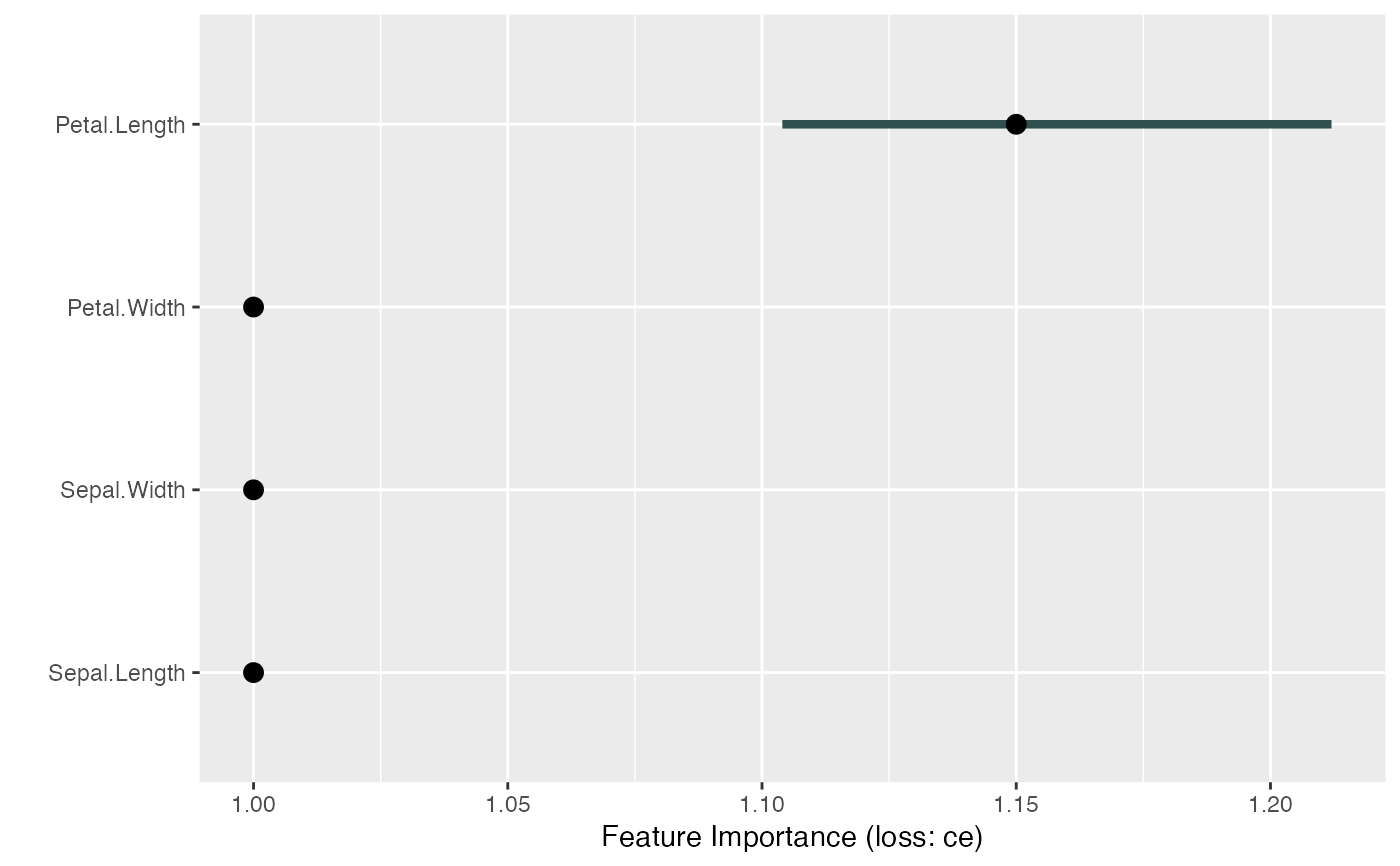 Petal.Length
Petal.Width
Sepal.Width
Sepal.Length
1.00 1.05 1.10 1.15 1.20
Feature Importance (loss: ce)